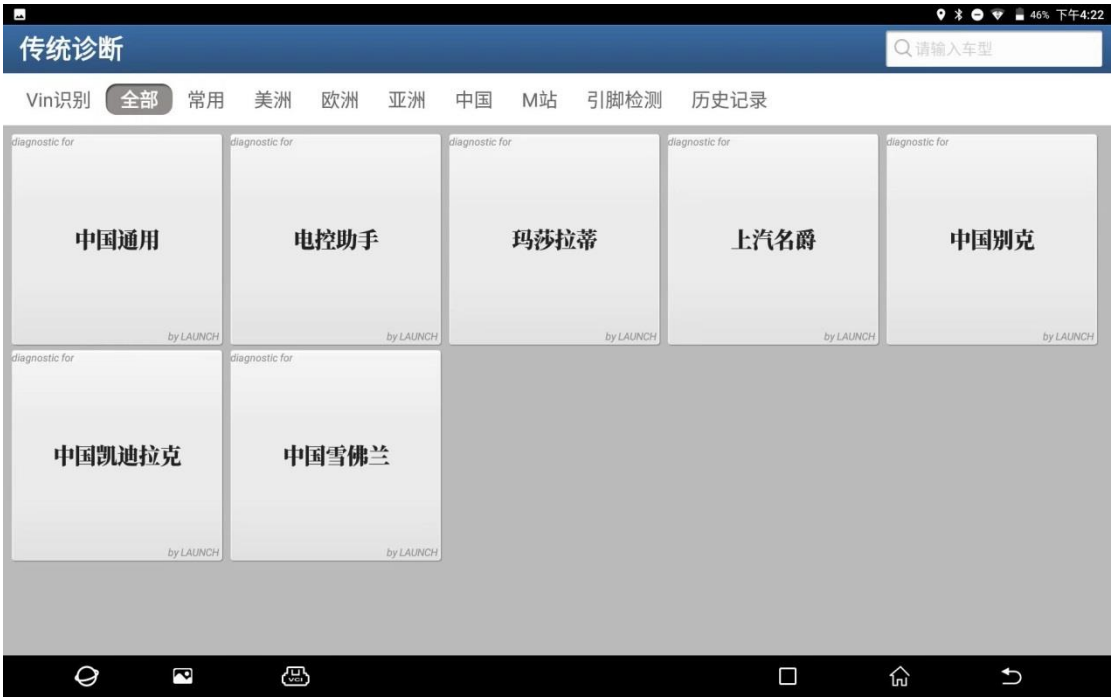 46% 下午4:22
传统诊断
请输入车型
Vin识别 全部 常用 美洲 欧洲 亚洲 中国 M站 引脚检测 历史记录
diagnostic for
中国通用
by LAUNCH
diagnostic for
电控助手
by LAUNCH
diagnostic for
玛莎拉蒂
by LAUNCH
diagnostic for
上汽名爵
by LAUNCH
diagnostic for
中国别克
by LAUNCH
diagnostic for
中国凯迪拉克
by LAUNCH
diagnostic for
中国雪佛兰
by LAUNCH
VCI